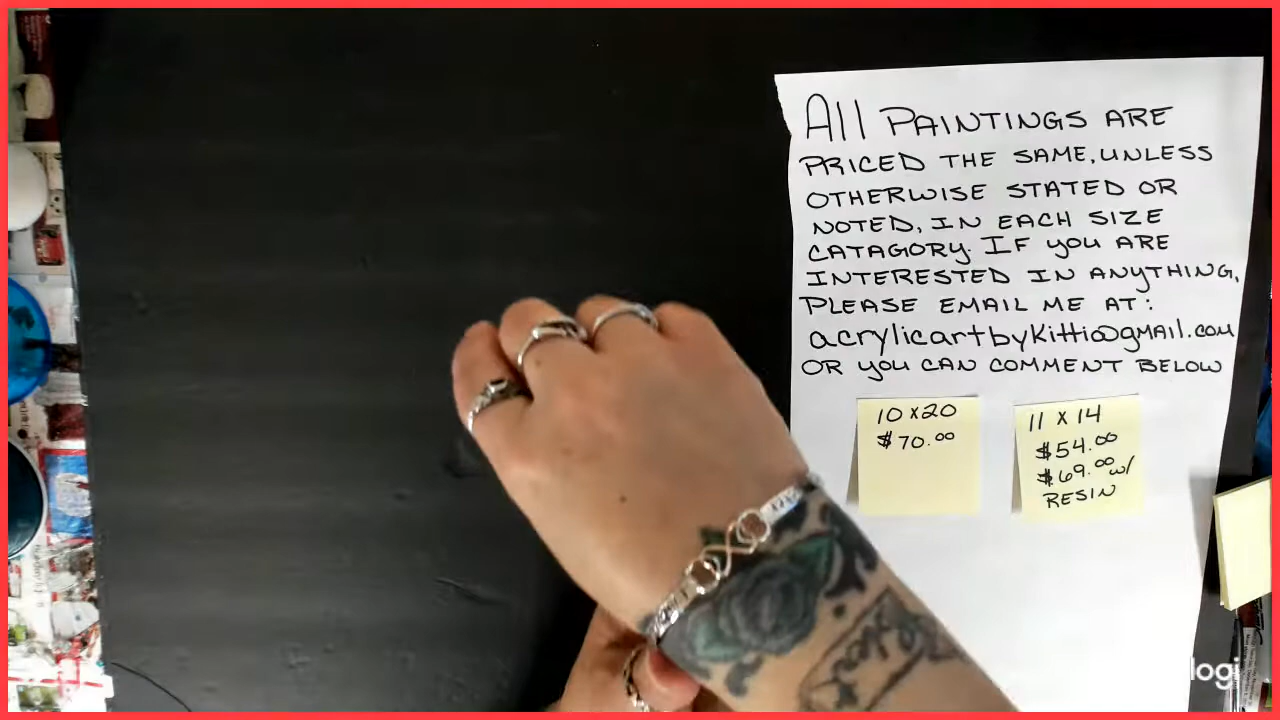 All PAINTINGS ARE
PRICED THE SAME, UNLESS
OTHERWISE STATED OR
NOTED, IN EACH SIZE
CATAGORY. IF YOU ARE
INTERESTED IN ANYTHING,
PLEASE EMAIL ME AT:
acrylicartbykitti@gmail.com
OR YOU CAN COMMENT BELOW
10 X20
$70.00
11 X 14
$54.00
$69.00 w/
RESIN
logi